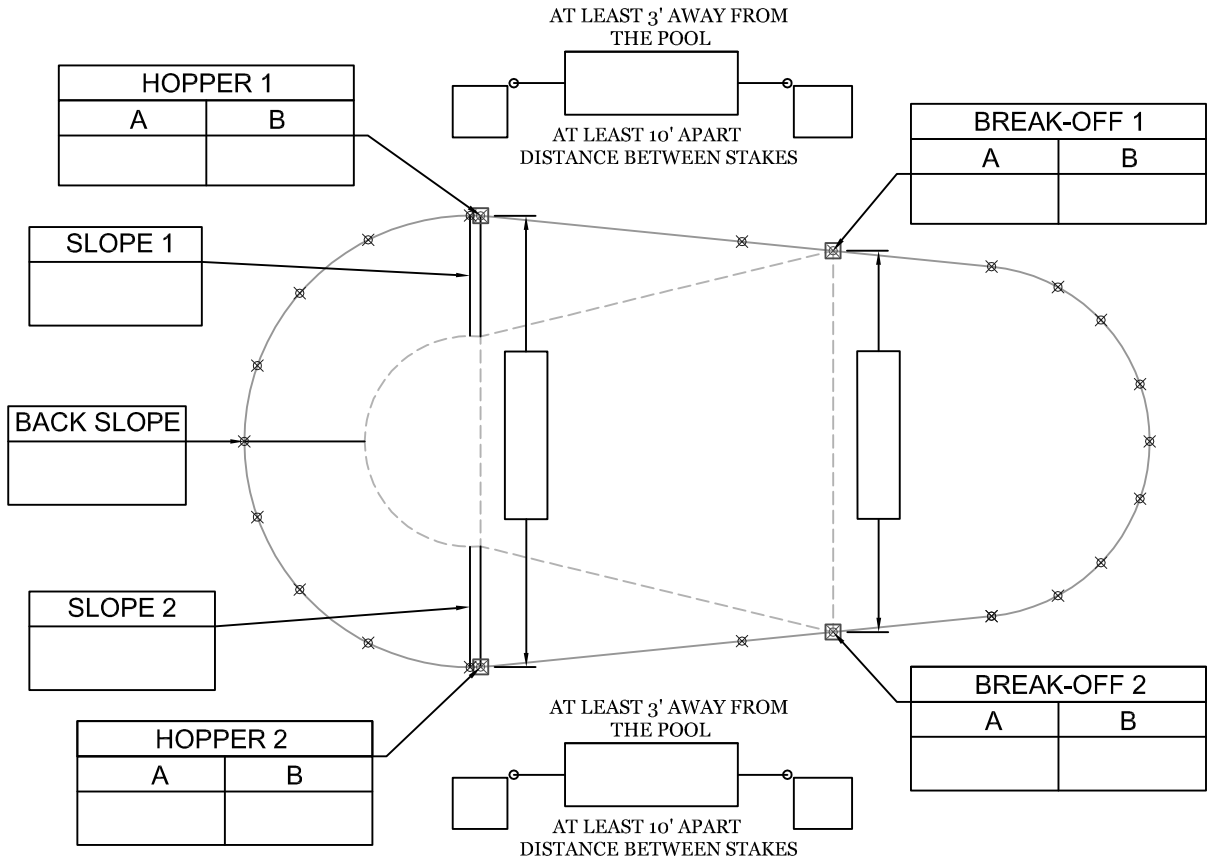 AT LEAST 3' AWAY FROM
THE POOL
HOPPER 1
A B
AT LEAST 10' APART
DISTANCE BETWEEN STAKES
BREAK-OFF 1
A B
SLOPE 1
BACK SLOPE
SLOPE 2
BREAK-OFF 2
A B
HOPPER 2
A B
AT LEAST 3' AWAY FROM
THE POOL
AT LEAST 10' APART
DISTANCE BETWEEN STAKES